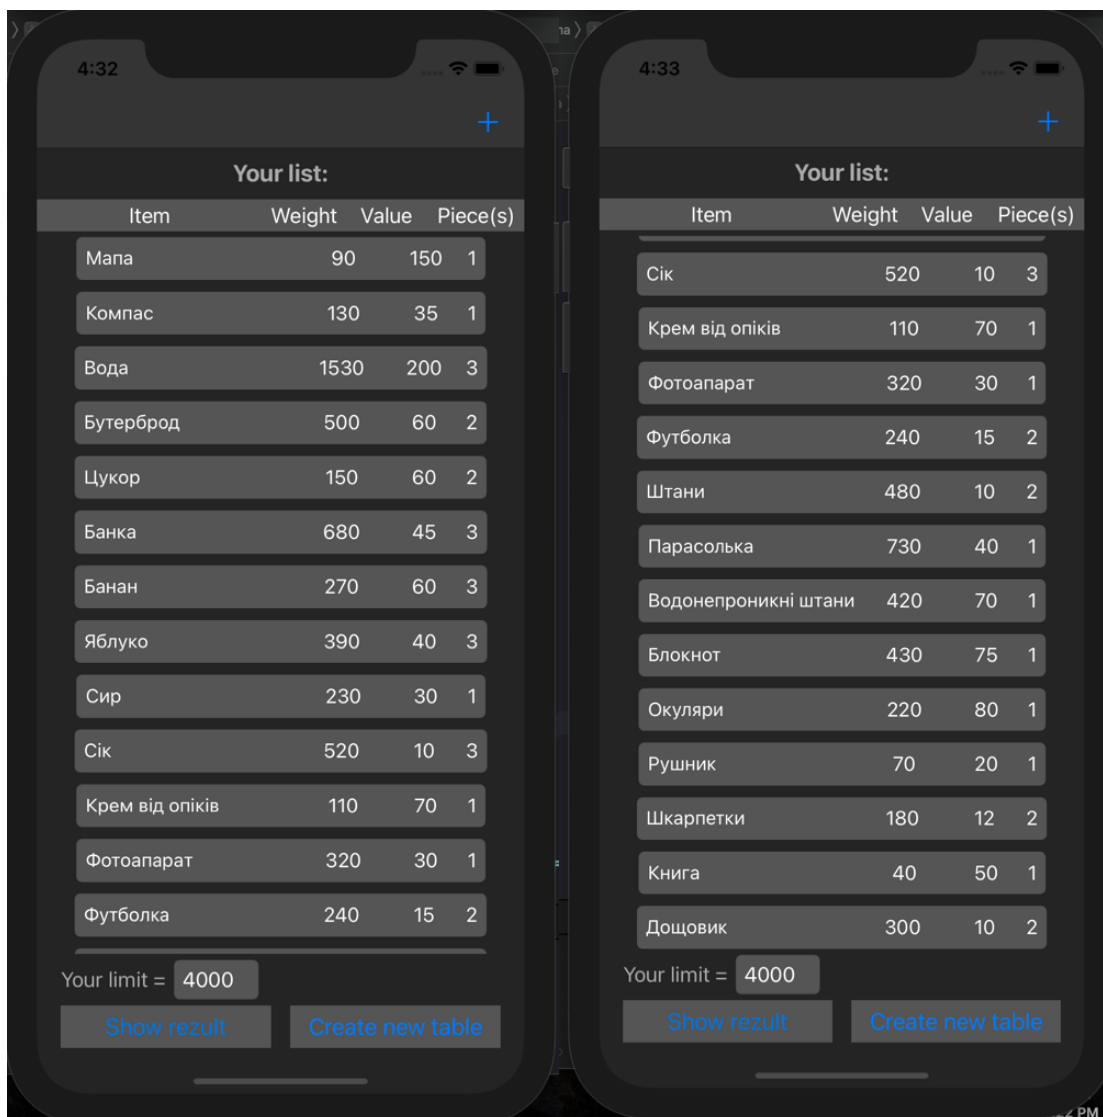 4:32
+
Your list:
Item Weight Value Piece(s)
Мапа 90 150 1
Компас 130 35 1
Вода 1530 200 3
Бутерброд 500 60 2
Цукор 150 60 2
Банка 680 45 3
Банан 270 60 3
Яблуко 390 40 3
Сир 230 30 1
Сік 520 10 3
Крем від опіків 110 70 1
Фотоапарат 320 30 1
Футболка 240 15 2
Your limit = 4000
Show rezult Create new table
4:33
+
Your list:
Item Weight Value Piece(s)
Сік 520 10 3
Крем від опіків 110 70 1
Фотоапарат 320 30 1
Футболка 240 15 2
Штани 480 10 2
Парасолька 730 40 1
Водонепроникні штани 420 70 1
Блокнот 430 75 1
Окуляри 220 80 1
Рушник 70 20 1
Шкарпетки 180 12 2
Книга 40 50 1
Дощовик 300 10 2
Your limit = 4000
Show rezult Create new table
PM